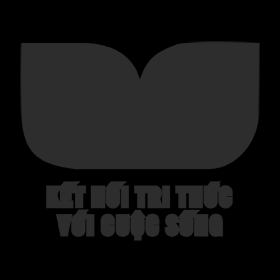 KẾT NỐI TRI THỨC
VỚI CUỘC SỐNG